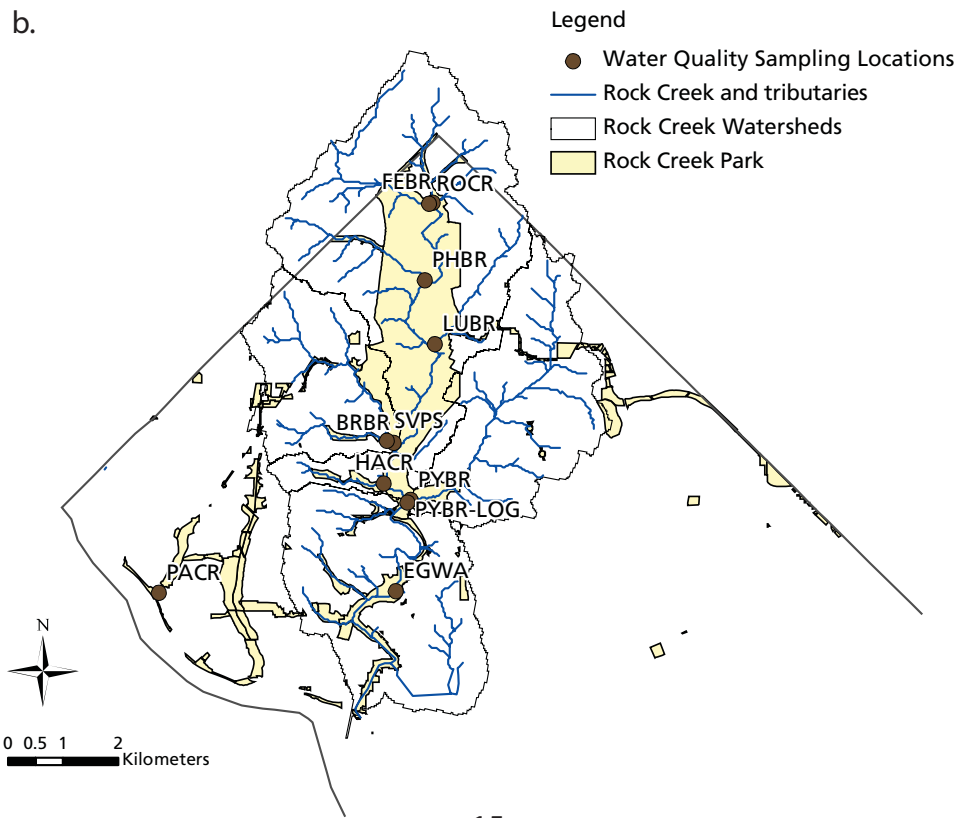 b.
Legend
Water Quality Sampling Locations
Rock Creek and tributaries
Rock Creek Watersheds
Rock Creek Park
FEBR ROCR
PHBR
LUBR
BRBR SVPS
HACR
PYBR
PYBR-LOG
PACR
EGWA
N
0 0.5 1 2
Kilometers